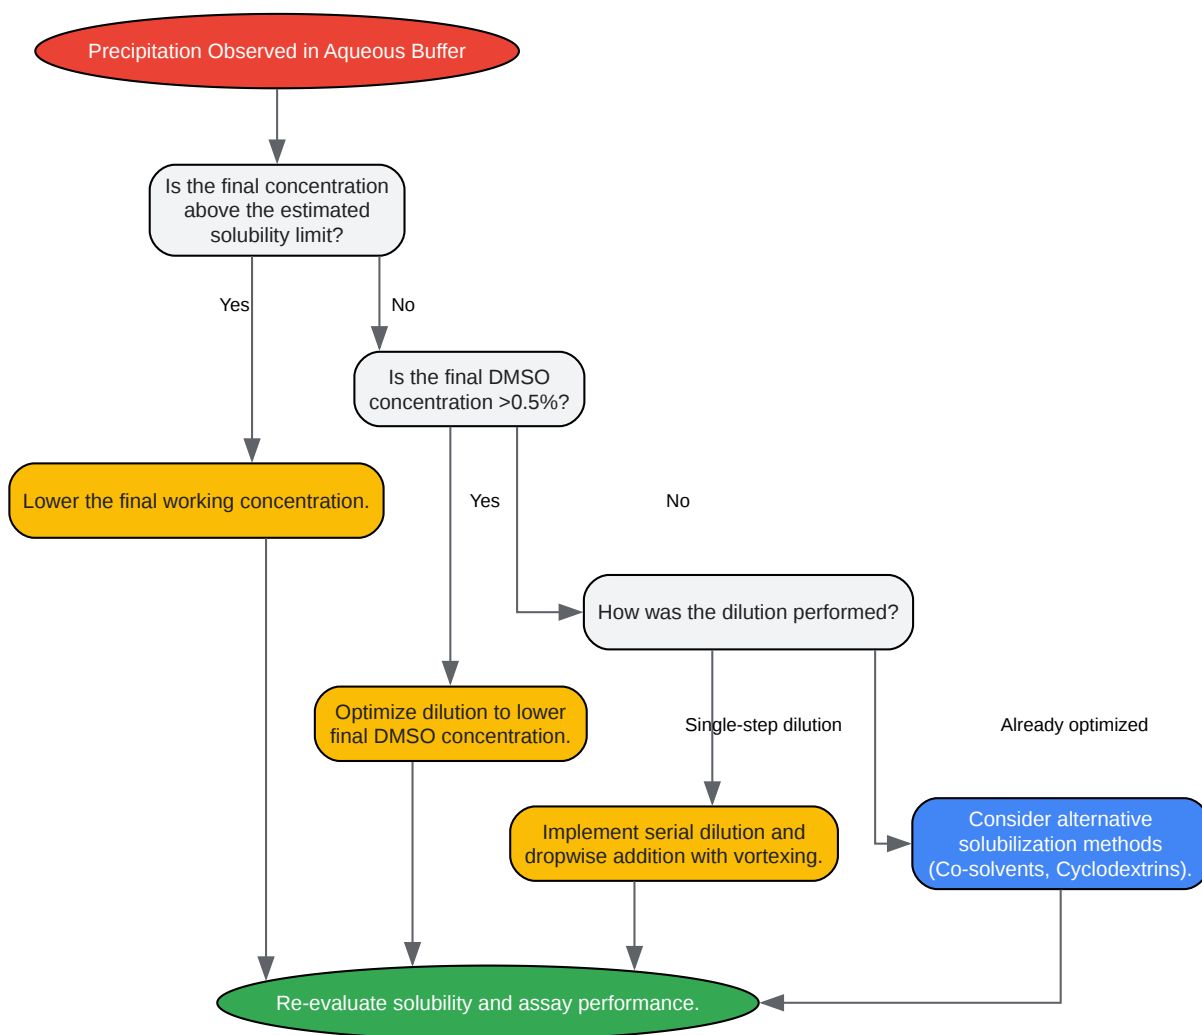 Precipitation Observed in Aqueous Buffer
Is the final concentration
above the estimated
solubility limit?
Yes
No
Is the final DMSO
concentration >0.5%?
Lower the final working concentration.
Yes
No
How was the dilution performed?
Optimize dilution to lower
final DMSO concentration.
Single-step dilution
Already optimized
Implement serial dilution and
dropwise addition with vortexing.
Consider alternative
solubilization methods
(Co-solvents, Cyclodextrins).
Re-evaluate solubility and assay performance.